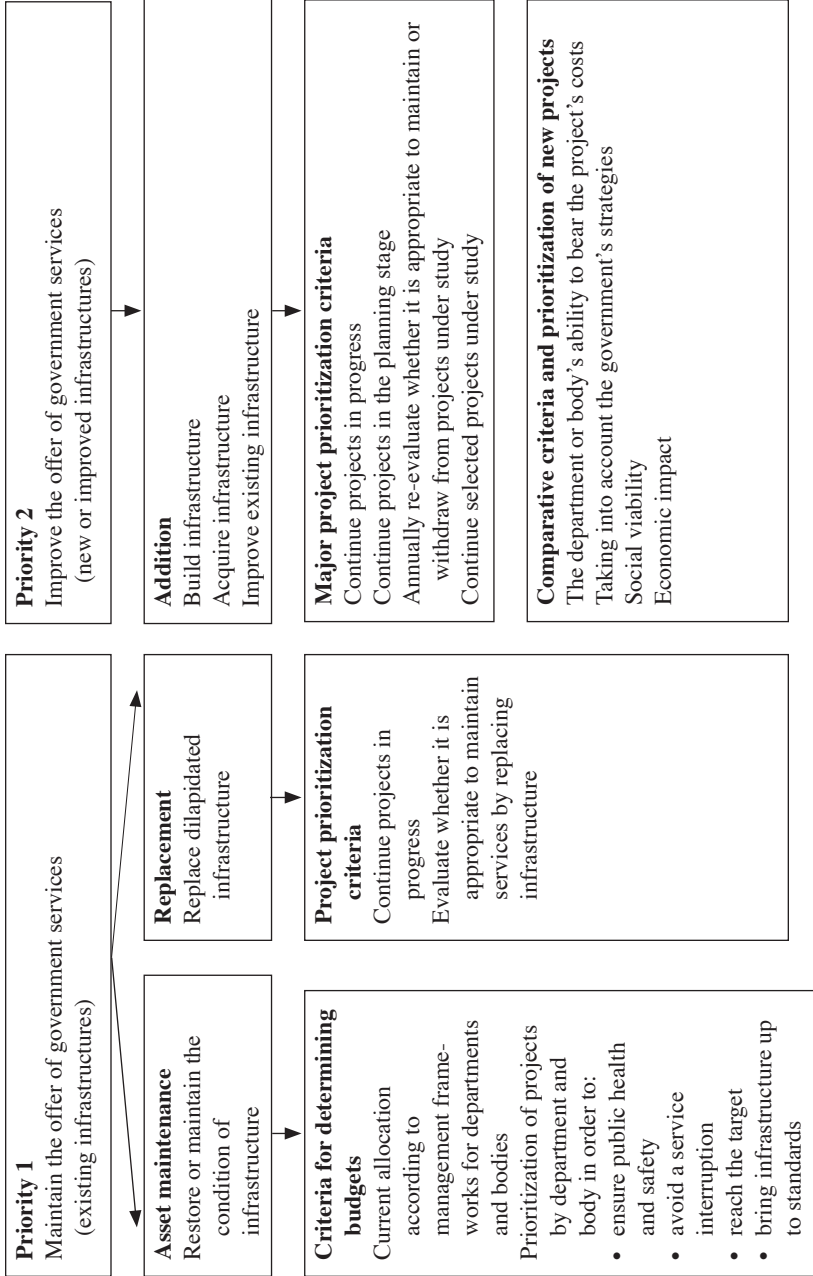 Priority 1
Maintain the offer of government services
(existing infrastructures)
Asset maintenance
Restore or maintain the
condition of
infrastructure
Criteria for determining
budgets
Current allocation
according to
management frame-
works for departments
and bodies
Prioritization of projects
by department and
body in order to:
• ensure public health
and safety
• avoid a service
interruption
• reach the target
• bring infrastructure up
to standards
Replacement
Replace dilapidated
infrastructure
Project prioritization
criteria
Continue projects in
progress
Evaluate whether it is
appropriate to maintain
services by replacing
infrastructure
Priority 2
Improve the offer of government services
(new or improved infrastructures)
Addition
Build infrastructure
Acquire infrastructure
Improve existing infrastructure
Major project prioritization criteria
Continue projects in progress
Continue projects in the planning stage
Annually re-evaluate whether it is appropriate to maintain or
withdraw from projects under study
Continue selected projects under study
Comparative criteria and prioritization of new projects
The department or body's ability to bear the project's costs
Taking into account the government's strategies
Social viability
Economic impact